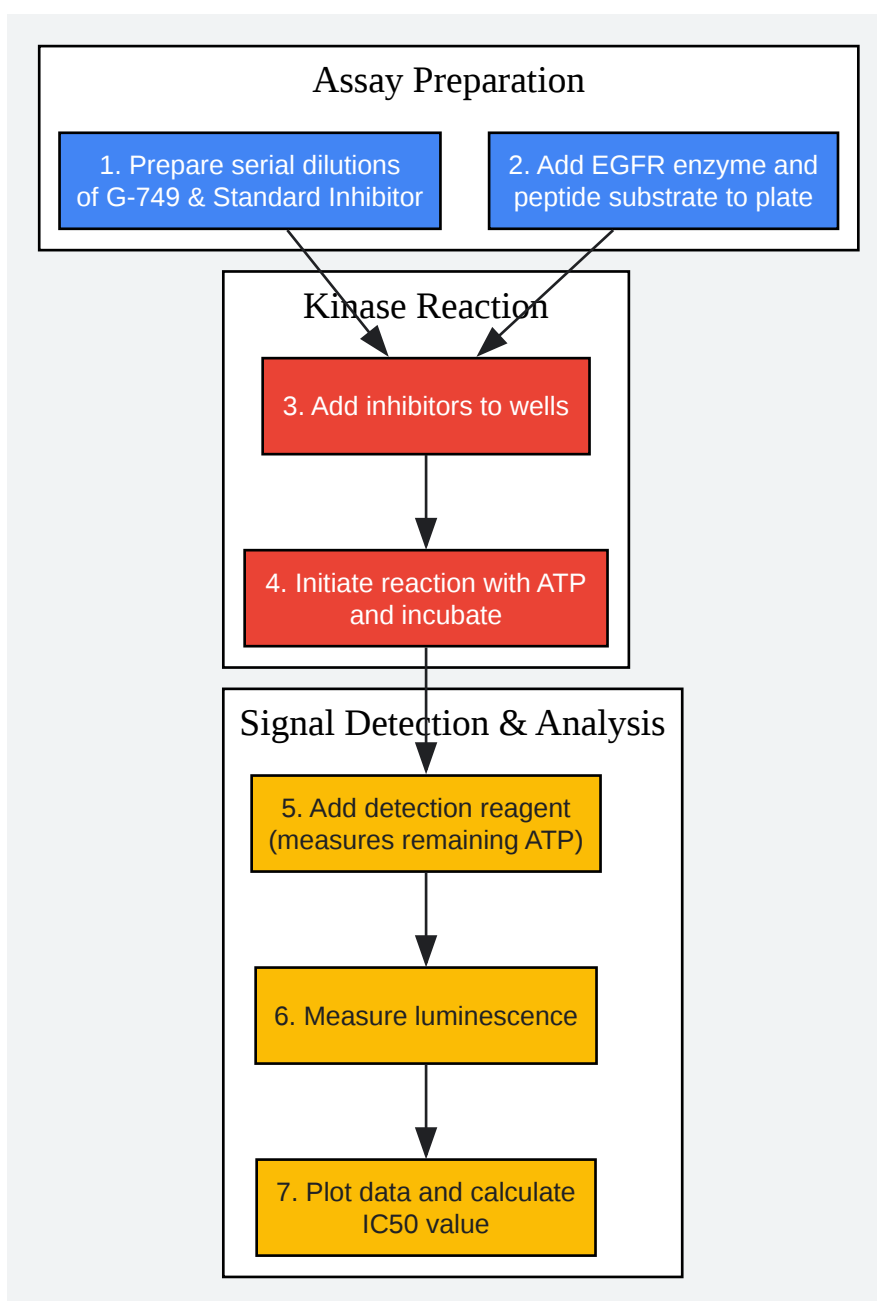 Assay Preparation
1. Prepare serial dilutions
of G-749 & Standard Inhibitor
2. Add EGFR enzyme and
peptide substrate to plate
Kinase Reaction
3. Add inhibitors to wells
4. Initiate reaction with ATP
and incubate
Signal Detection & Analysis
5. Add detection reagent
(measures remaining ATP)
6. Measure luminescence
7. Plot data and calculate
IC50 value